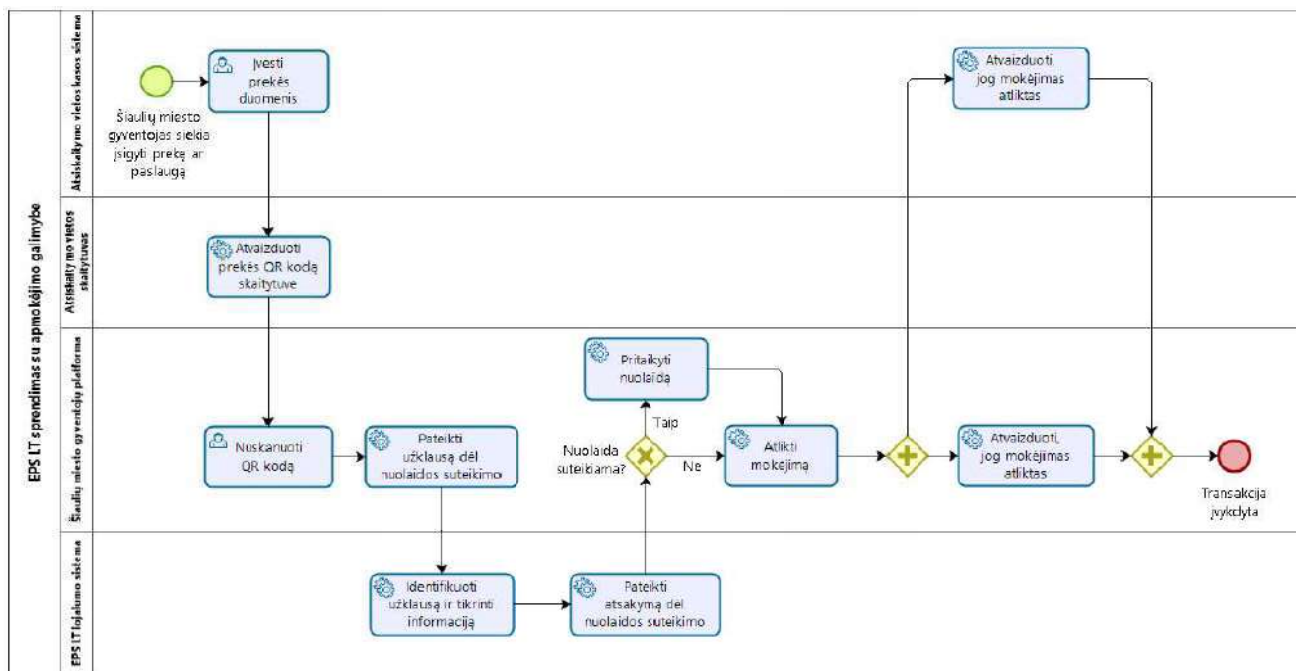 EPS LT sprendimas su apmokėjimo galimybe
Atsiskaitymo vietos kasos sistema
Šiaulių miesto
gyventojas siekia
įsigyti prekę ar
paslaugą
Įvesti
prekės
duomenis
Atvaizduoti
jog mokėjimas
atliktas
Atsiskaitymo vietos
skaitytuvas
Atvaizduoti
prekės QR kodą
skaitytuve
Šiaulių miesto gyventojų platforma
Nuskanuoti
QR kodą
Pateikti
užklausą dėl
nuolaidos suteikimo
Nuolaida
suteikiama?
Taip
Ne
Pritaikyti
nuolaidą
Atlikti
mokėjimą
Atvaizduoti,
jog mokėjimas
atliktas
Transakcija
įvykdyta
EPS LT lojalumo sistema
Identifikuoti
užklausą ir tikrinti
informaciją
Pateikti
atsakymą dėl
nuolaidos suteikimo